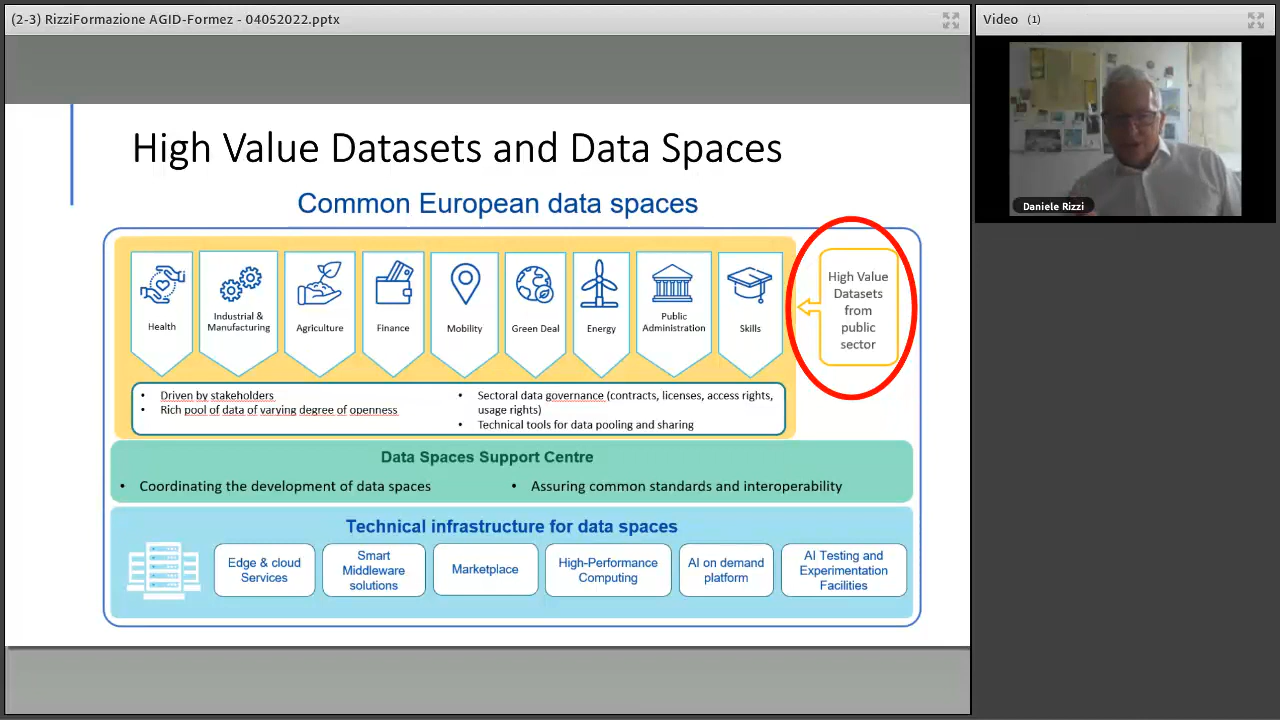 (2-3) RizziFormazione AGID-Formez - 04052022.pptx
Video (1)
Daniele Rizzi
High Value Datasets and Data Spaces
Common European data spaces
Health
Industrial &
Manufacturing
Agriculture
Finance
Mobility
Green Deal
Energy
Public
Administration
Skills
High Value
Datasets
from
public
sector
• Driven by stakeholders
• Rich pool of data of varying degree of openness
• Sectoral data governance (contracts, licenses, access rights,
usage rights)
• Technical tools for data pooling and sharing
Data Spaces Support Centre
• Coordinating the development of data spaces
• Assuring common standards and interoperability
Technical infrastructure for data spaces
Edge & cloud
Services
Smart
Middleware
solutions
Marketplace
High-Performance
Computing
AI on demand
platform
AI Testing and
Experimentation
Facilities